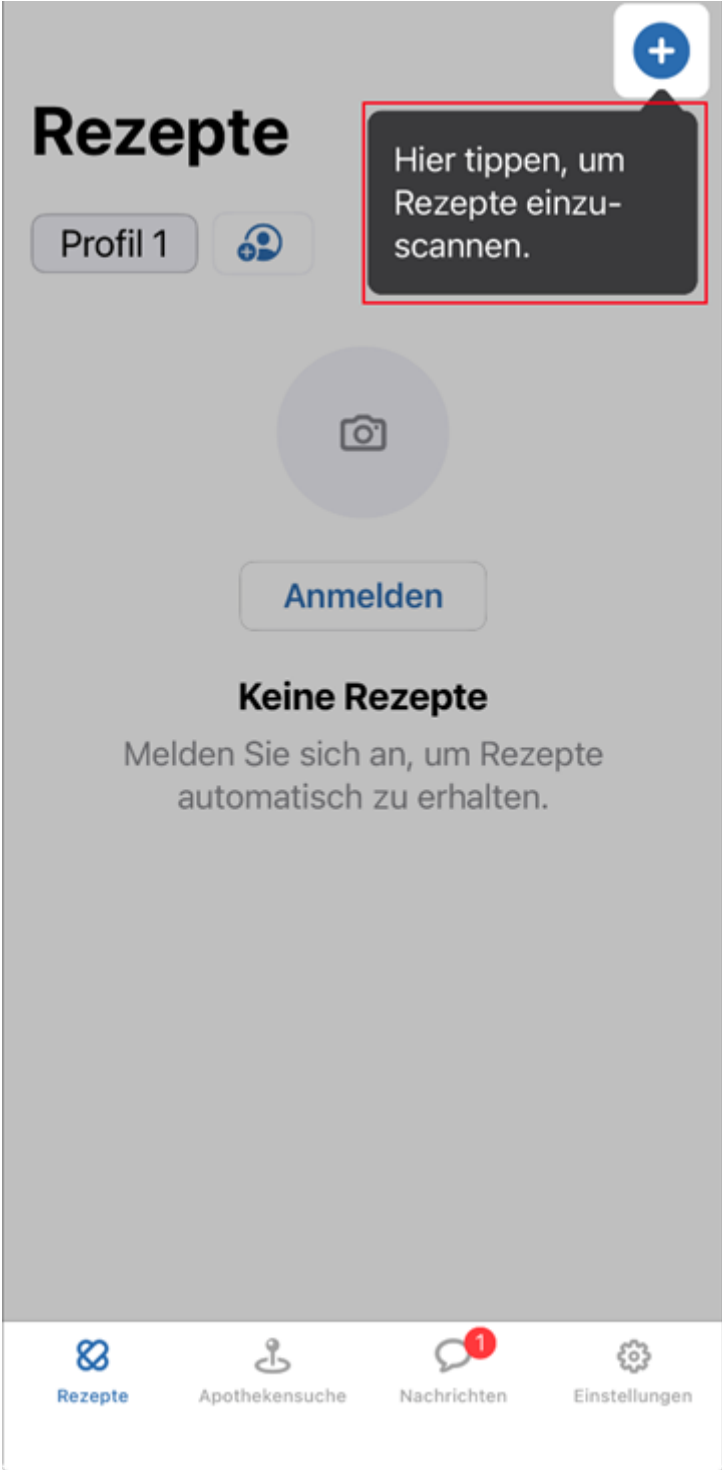 Rezepte
Hier tippen, um
Rezepte einzu-
scannen.
Profil 1
Anmelden
Keine Rezepte
Melden Sie sich an, um Rezepte
automatisch zu erhalten.
1
Rezepte Apothekensuche Nachrichten Einstellungen